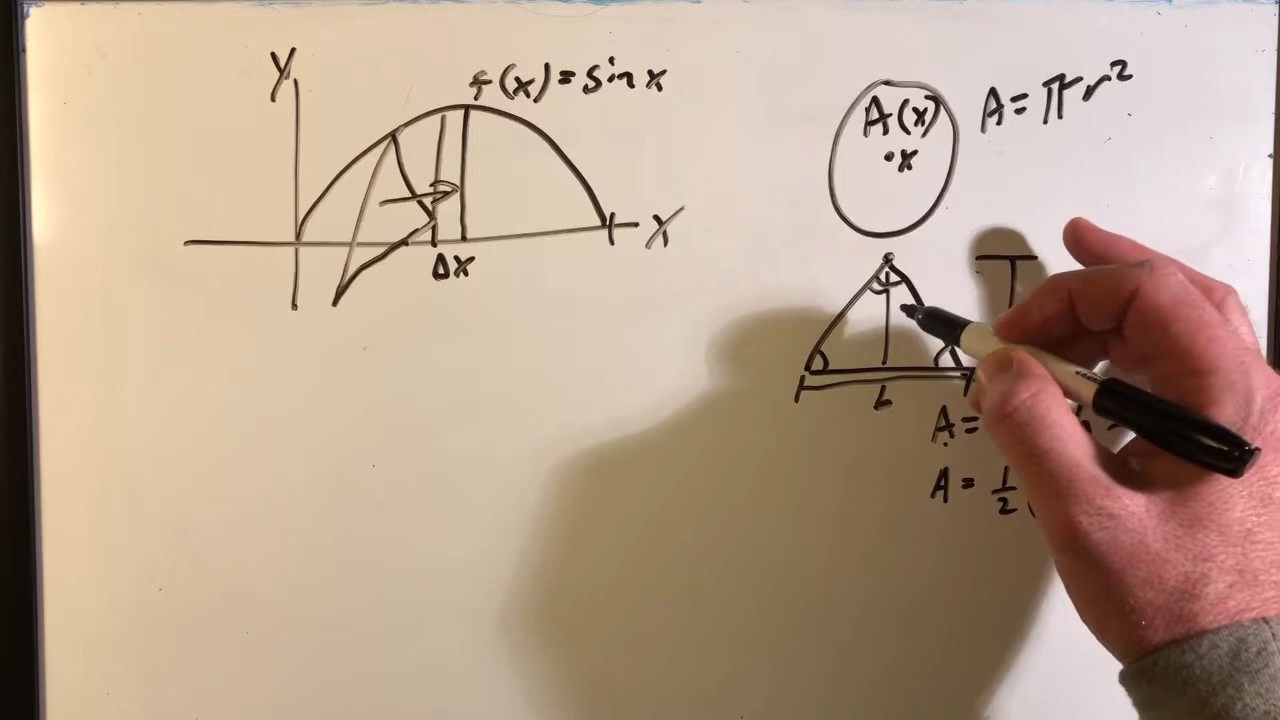 y
f(x)=sin x
x
Δx
A(x)
•x
A=πr²
b
A=
A = 1/2 (